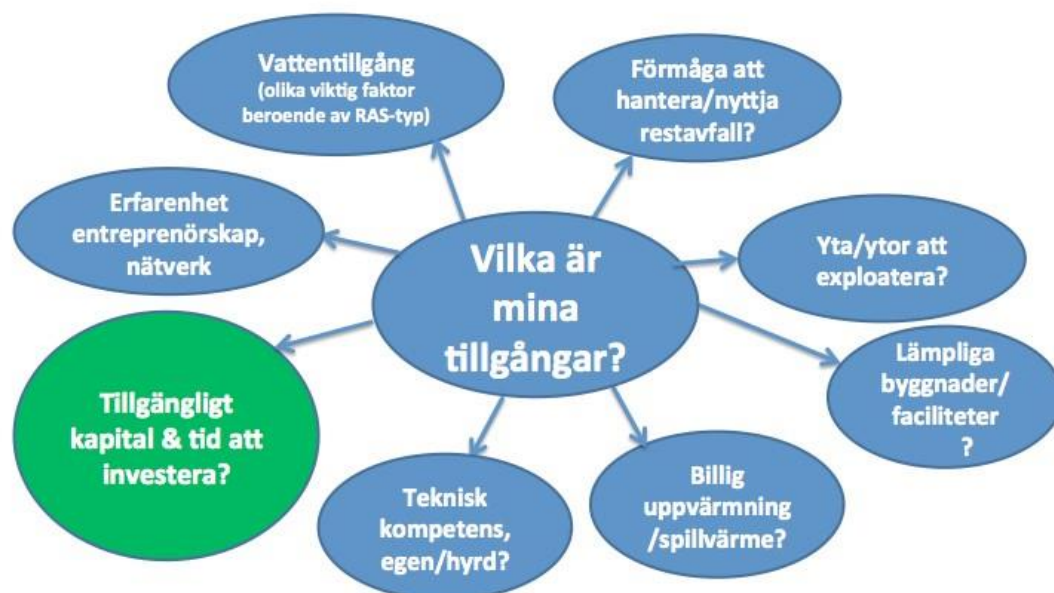 Vattentillgång
(olika viktig faktor
beroende av RAS-typ)
Förmåga att
hantera/nyttja
restavfall?
Erfarenhet
entreprenörskap,
nätverk
Vilka är
mina
tillgångar?
Yta/ytor att
exploatera?
Lämpliga
byggnader/
faciliteter
?
Tillgängligt
kapital & tid att
investera?
Teknisk
kompetens,
egen/hyrd?
Billig
uppvärmning
/spillvärme?